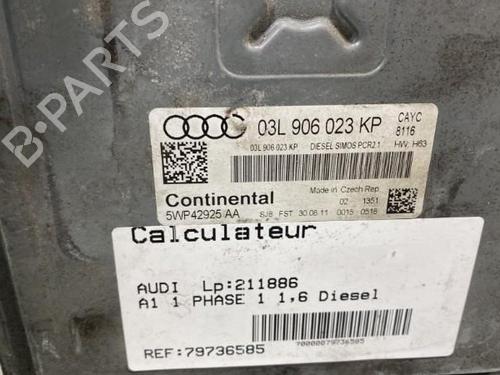 B-PARTS
03L 906 023 KP
CAYC
8116
03L 906 023 KP DIESEL SIMOS PCR2.1 HW: H63
Continental
5WP42925 AA
Made in Czech Rep.
02 1351
SJB FST 30.06.11 0015 0518
Calculateur
AUDI Lp:211886
A1 1 PHASE 1 1,6 Diesel
REF:79736585
700000079736585